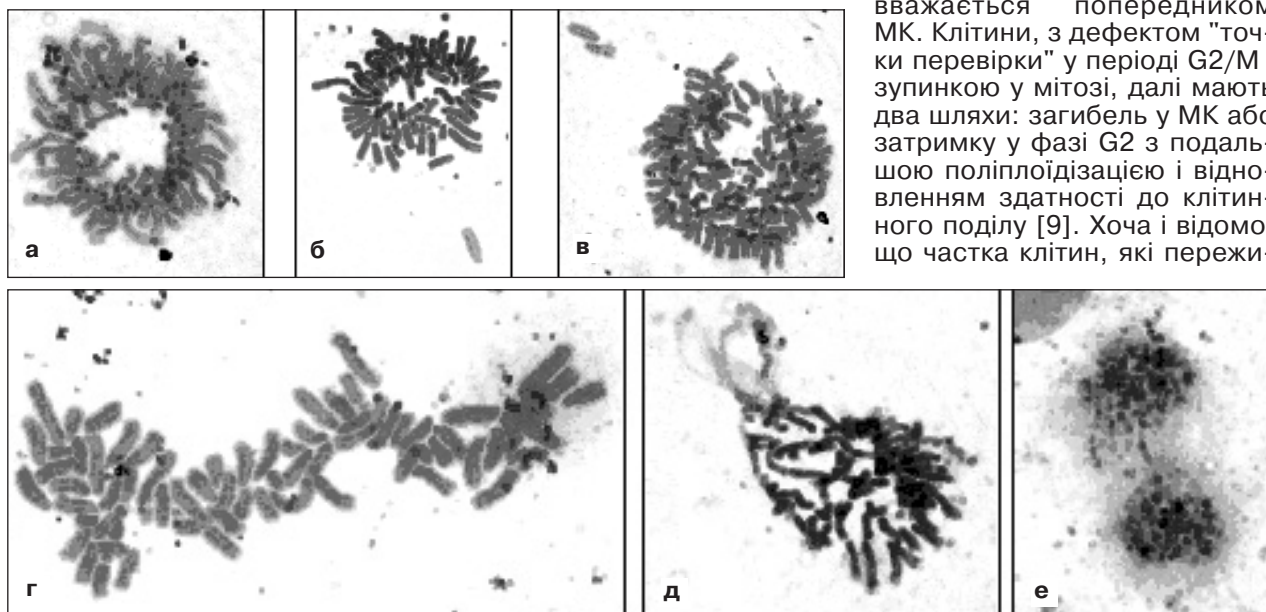 вважається попередником
МК. Клітини, з дефектом "точ-
ки перевірки" у періоді G2/M
зупинкою у мітозі, далі мають
два шляхи: загибель у МК або
затримку у фазі G2 з подаль-
шою поліплоїдізацією і відно-
вленням здатності до клітин-
ного поділу [9]. Хоча і відомо,
що частка клітин, які пережи-
а
б
в
г
д
е